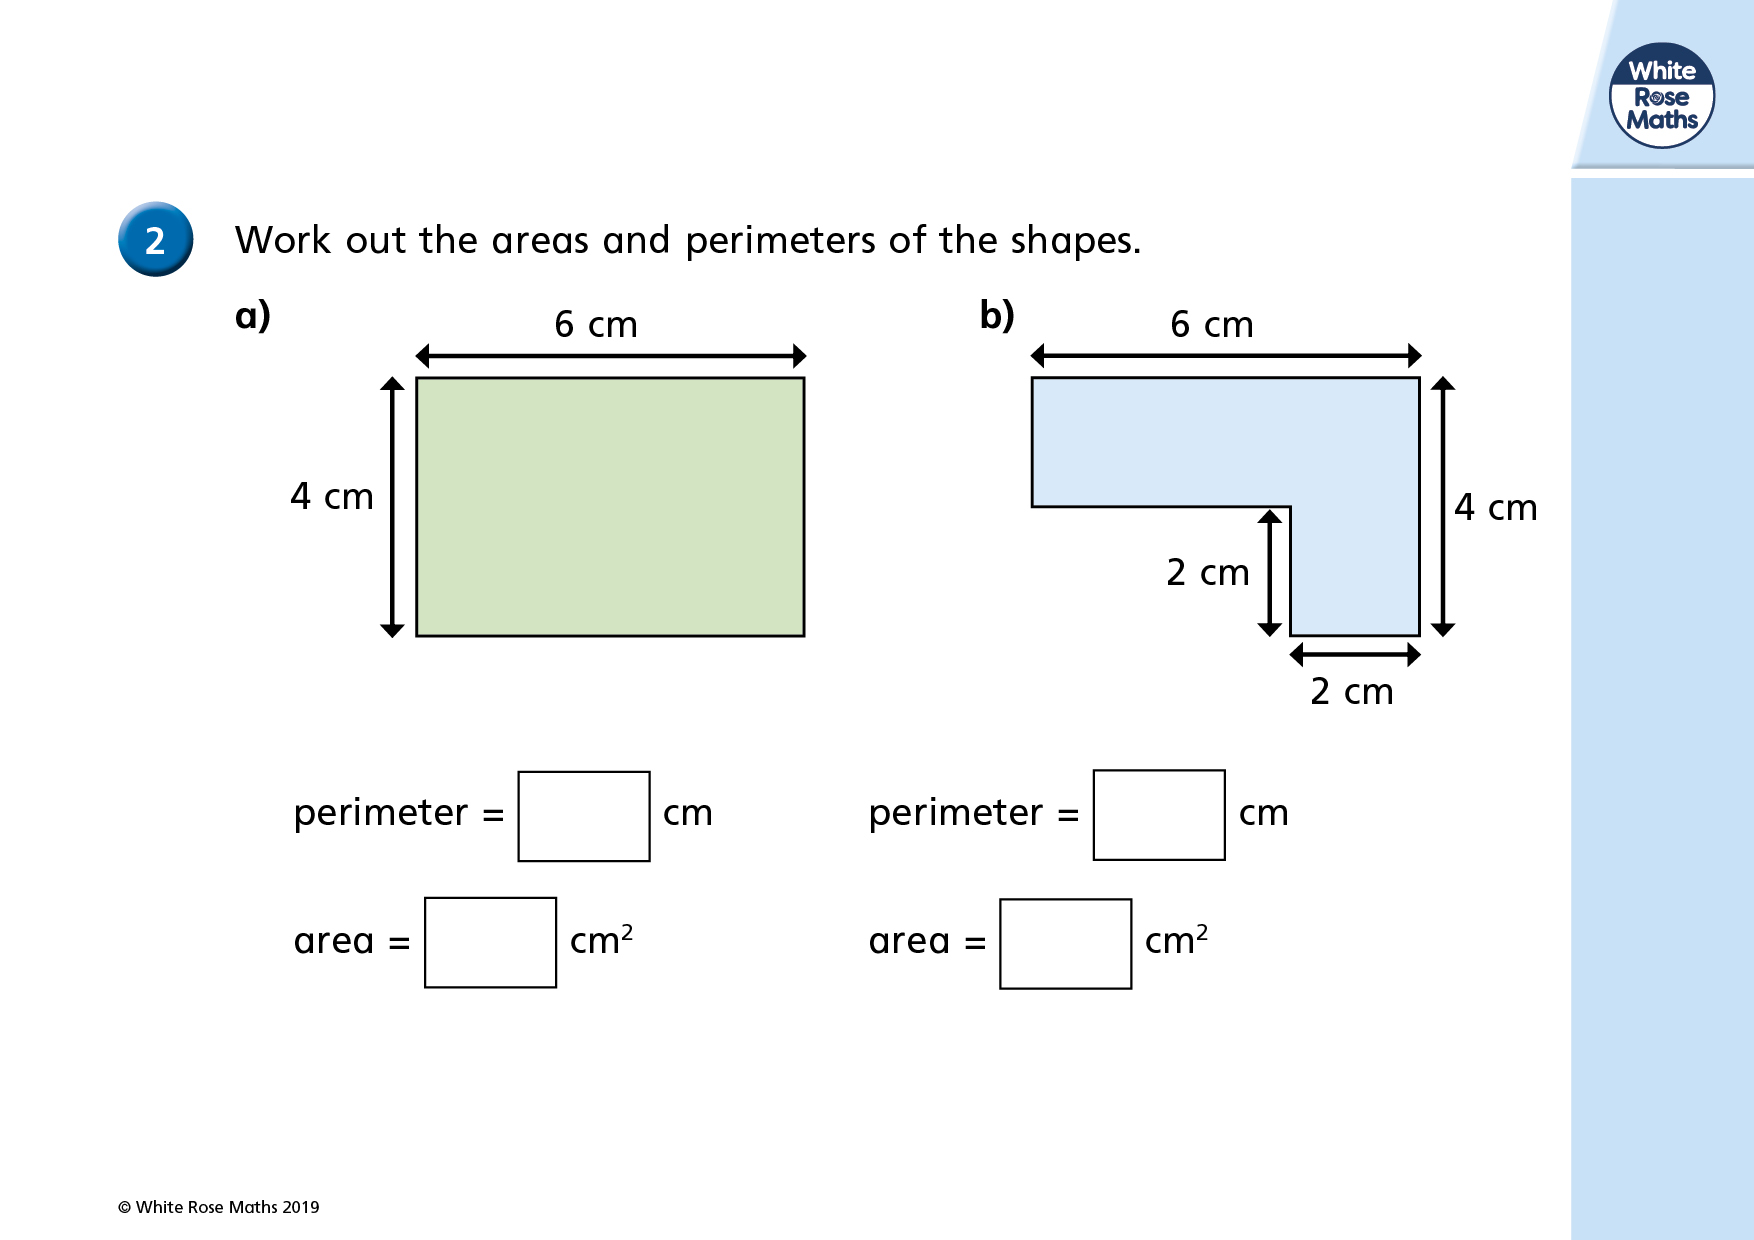 White
Rose
Maths
2 Work out the areas and perimeters of the shapes.
a) 6 cm
4 cm
b) 6 cm
4 cm
2 cm
2 cm
perimeter = cm
area = cm²
perimeter = cm
area = cm²
© White Rose Maths 2019